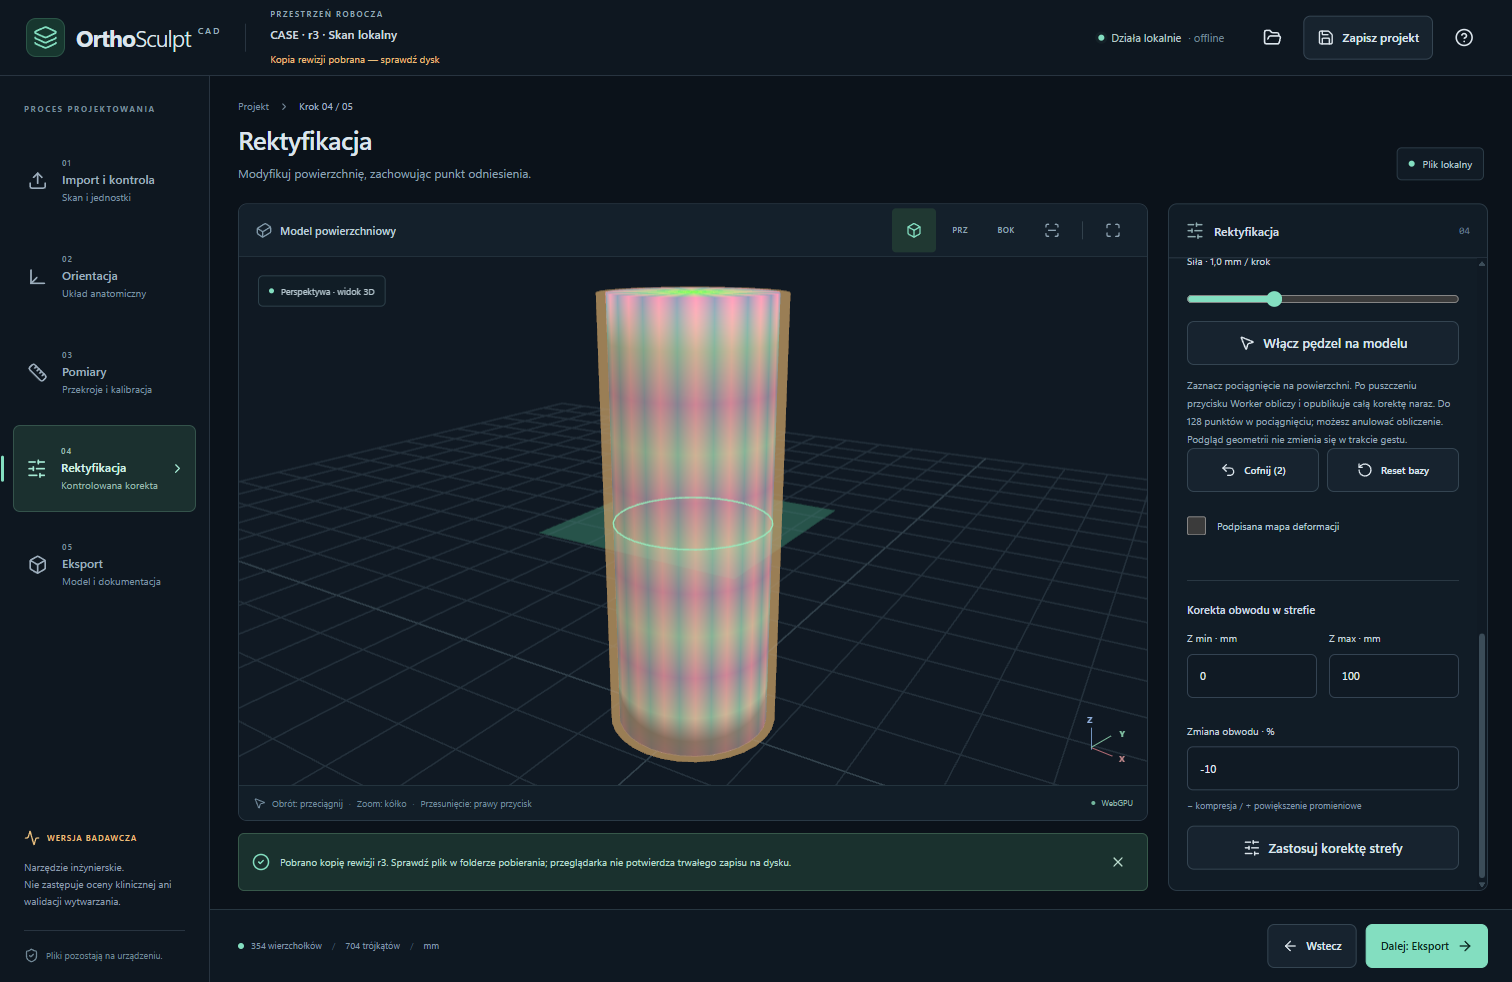 OrthoSculpt CAD
PRZESTRZEŃ ROBOCZA
CASE · r3 · Skan lokalny
Kopia rewizji pobrana — sprawdź dysk
Działa lokalnie · offline
Zapisz projekt
PROCES PROJEKTOWANIA
01
Import i kontrola
Skan i jednostki
02
Orientacja
Układ anatomiczny
03
Pomiary
Przekroje i kalibracja
04
Rektyfikacja
Kontrolowana korekta
05
Eksport
Model i dokumentacja
WERSJA BADAWCZA
Narzędzie inżynierskie.
Nie zastępuje oceny klinicznej ani
walidacji wytwarzania.
Pliki pozostają na urządzeniu.
Projekt > Krok 04 / 05
Rektyfikacja
Modyfikuj powierzchnię, zachowując punkt odniesienia.
Plik lokalny
Model powierzchniowy
PRZ
BOK
Perspektywa · widok 3D
Z
Y
X
Obrót: przeciągnij · Zoom: kółko · Przesunięcie: prawy przycisk
WebGPU
Pobrano kopię rewizji r3. Sprawdź plik w folderze pobierania; przeglądarka nie potwierdza trwałego zapisu na dysku.
Rektyfikacja
04
Siła · 1,0 mm / krok
Włącz pędzel na modelu
Zaznacz pociągnięcie na powierzchni. Po puszczeniu
przycisku Worker obliczy i opublikuje całą korektę naraz. Do
128 punktów w pociągnięciu; możesz anulować obliczenie.
Podgląd geometrii nie zmienia się w trakcie gestu.
Cofnij (2)
Reset bazy
Podpisana mapa deformacji
Korekta obwodu w strefie
Z min · mm
Z max · mm
0
100
Zmiana obwodu · %
-10
− kompresja / + powiększenie promieniowe
Zastosuj korektę strefy
354 wierzchołków / 704 trójkątów / mm
Wstecz
Dalej: Eksport